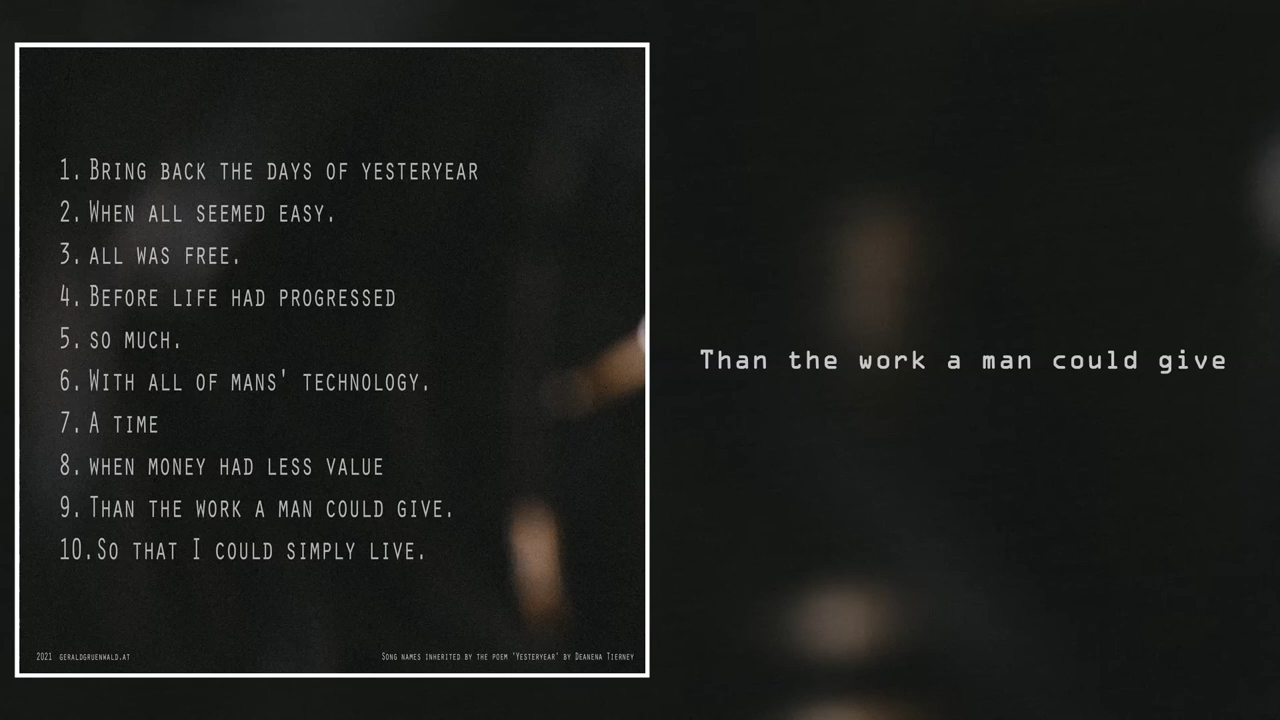 1. Bring back the days of yesteryear
2. When all seemed easy.
3. all was free.
4. Before life had progressed
5. so much.
6. With all of mans' technology.
7. A time
8. when money had less value
9. Than the work a man could give.
10. So that I could simply live.
2021 geraldgruenwald.at
Song names inherited by the poem 'Yesteryear' by Deanena Tierney
Than the work a man could give